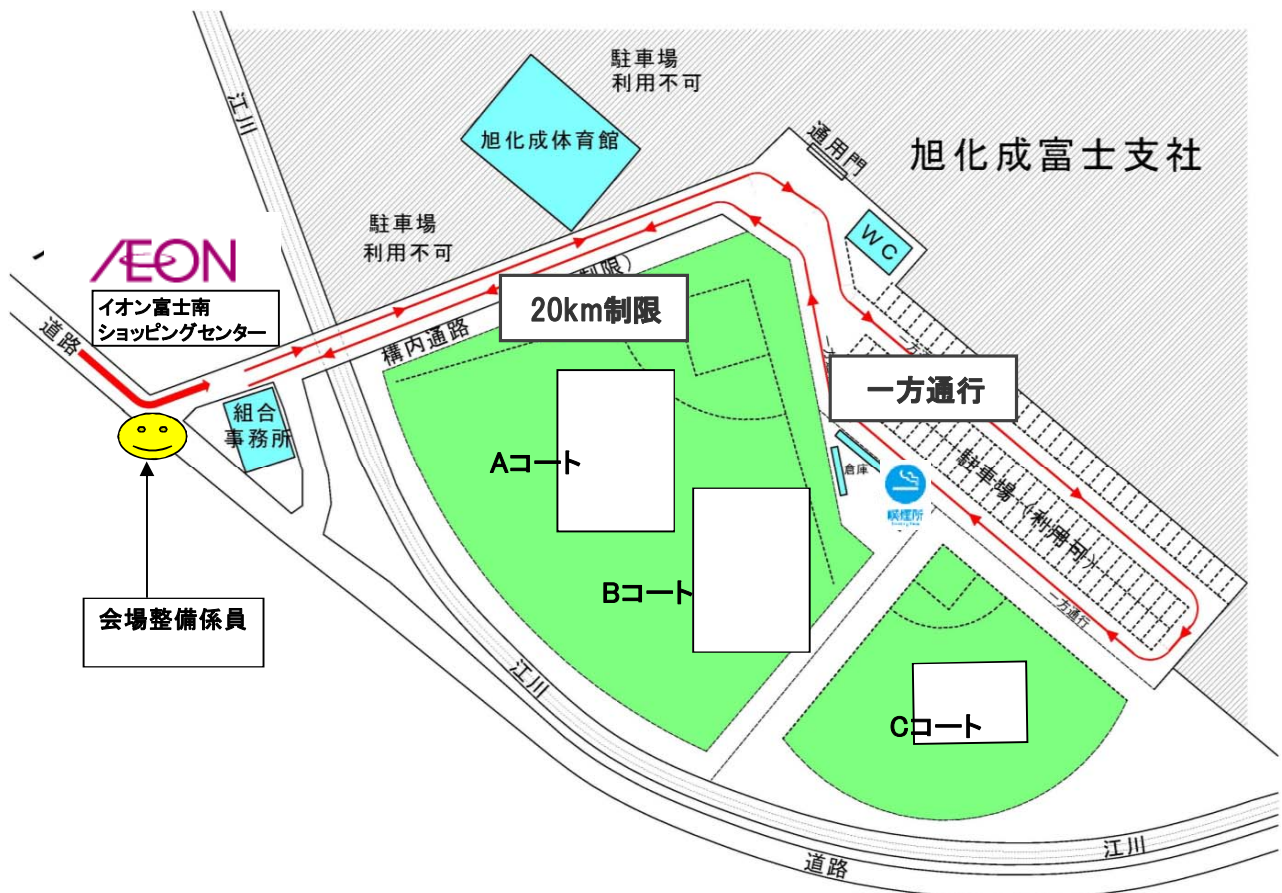 駐車場
利用不可
江川
旭化成体育館
通用門
旭化成富士支社
駐車場
利用不可
WC
ÆON
イオン富士南
ショッピングセンター
制限）
20km制限
道路
構内通路
一方通行
組合
事務所
Aコート
倉庫
喫煙所
駐車場（利用可）
Bコート
一方通行
会場整備係員
江川
Cコート
江川
道路